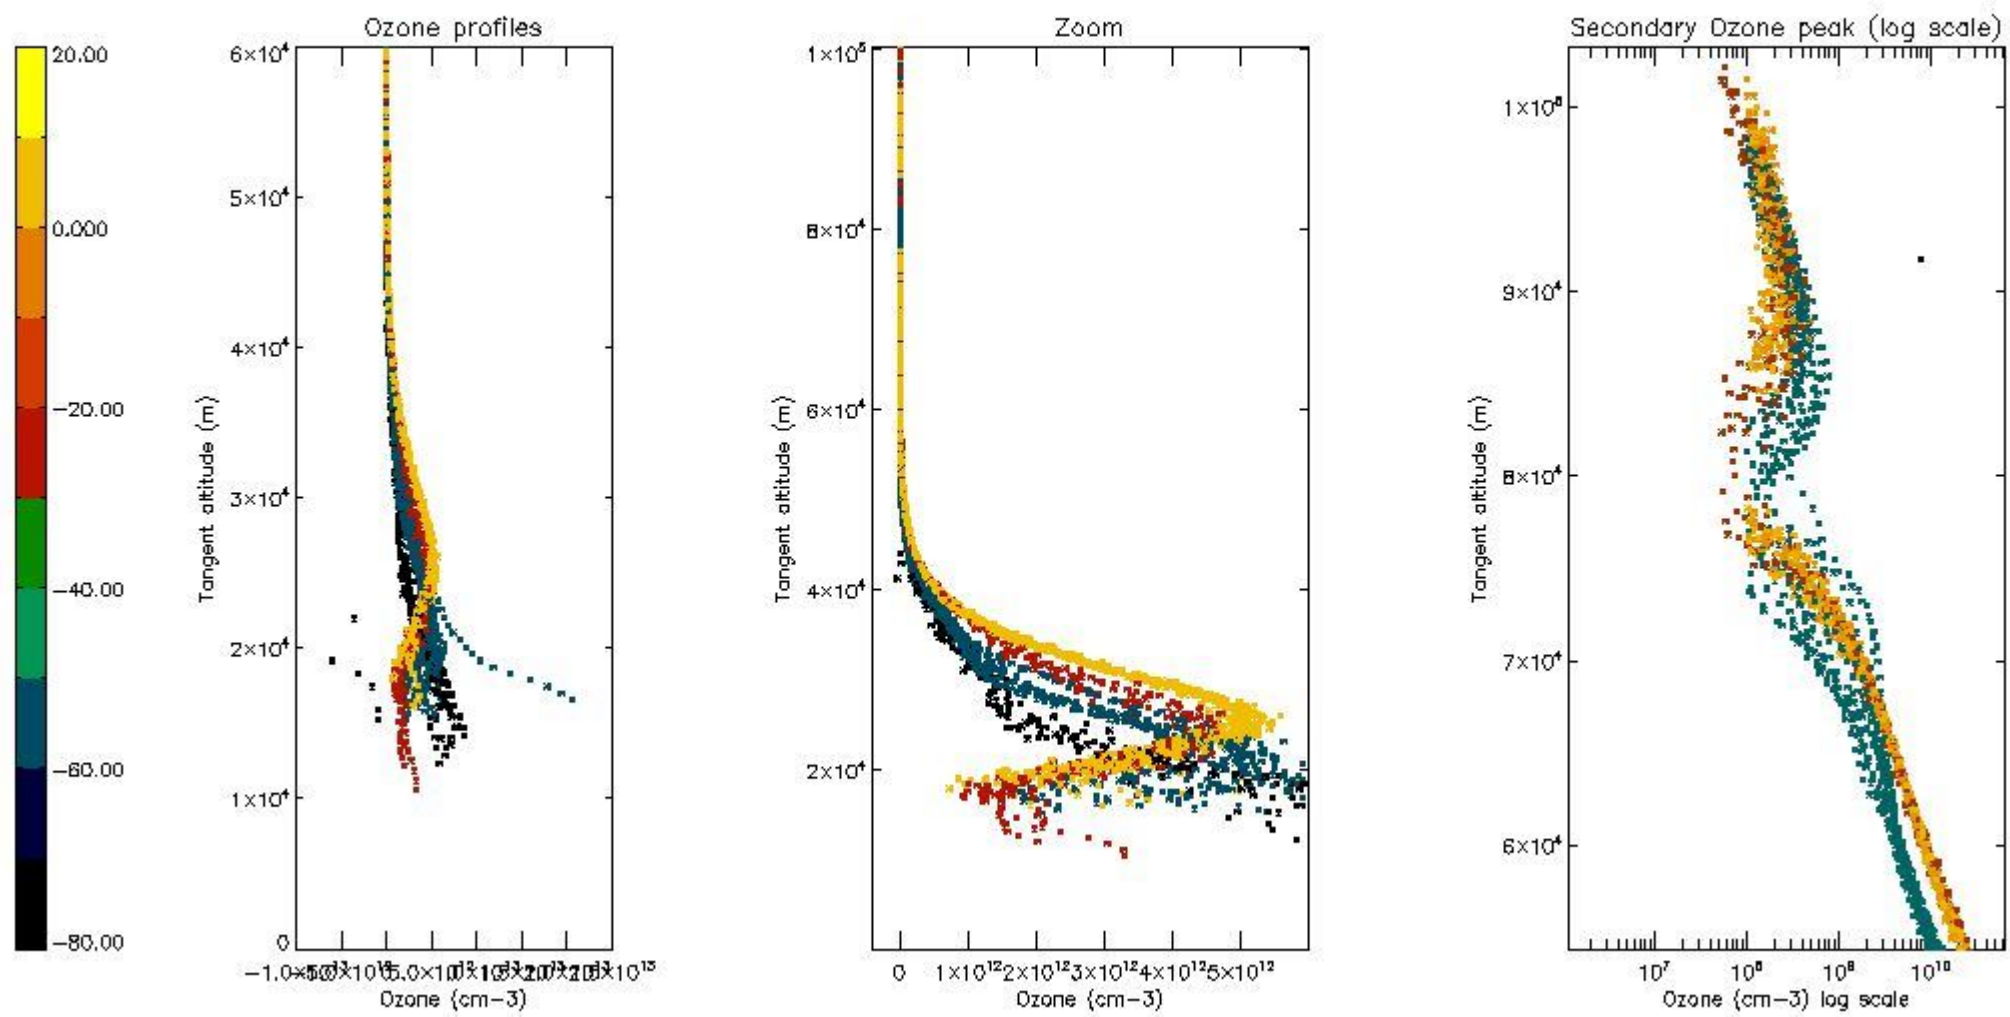 Ozone profiles
Zoom
Secondary Ozone peak (log scale)
20.00
0.000
−20.00
−40.00
−60.00
−80.00
6×10⁴
5×10⁴
4×10⁴
3×10⁴
2×10⁴
1×10⁴
0
Tangent altitude (m)
Ozone (cm−3)
1×10⁵
8×10⁴
6×10⁴
4×10⁴
2×10⁴
Tangent altitude (m)
0 1×10¹² 2×10¹² 3×10¹² 4×10¹² 5×10¹²
Ozone (cm−3)
1×10⁵
9×10⁴
8×10⁴
7×10⁴
6×10⁴
Tangent altitude (m)
10⁷ 10⁸ 10⁹ 10¹⁰
Ozone (cm−3) log scale